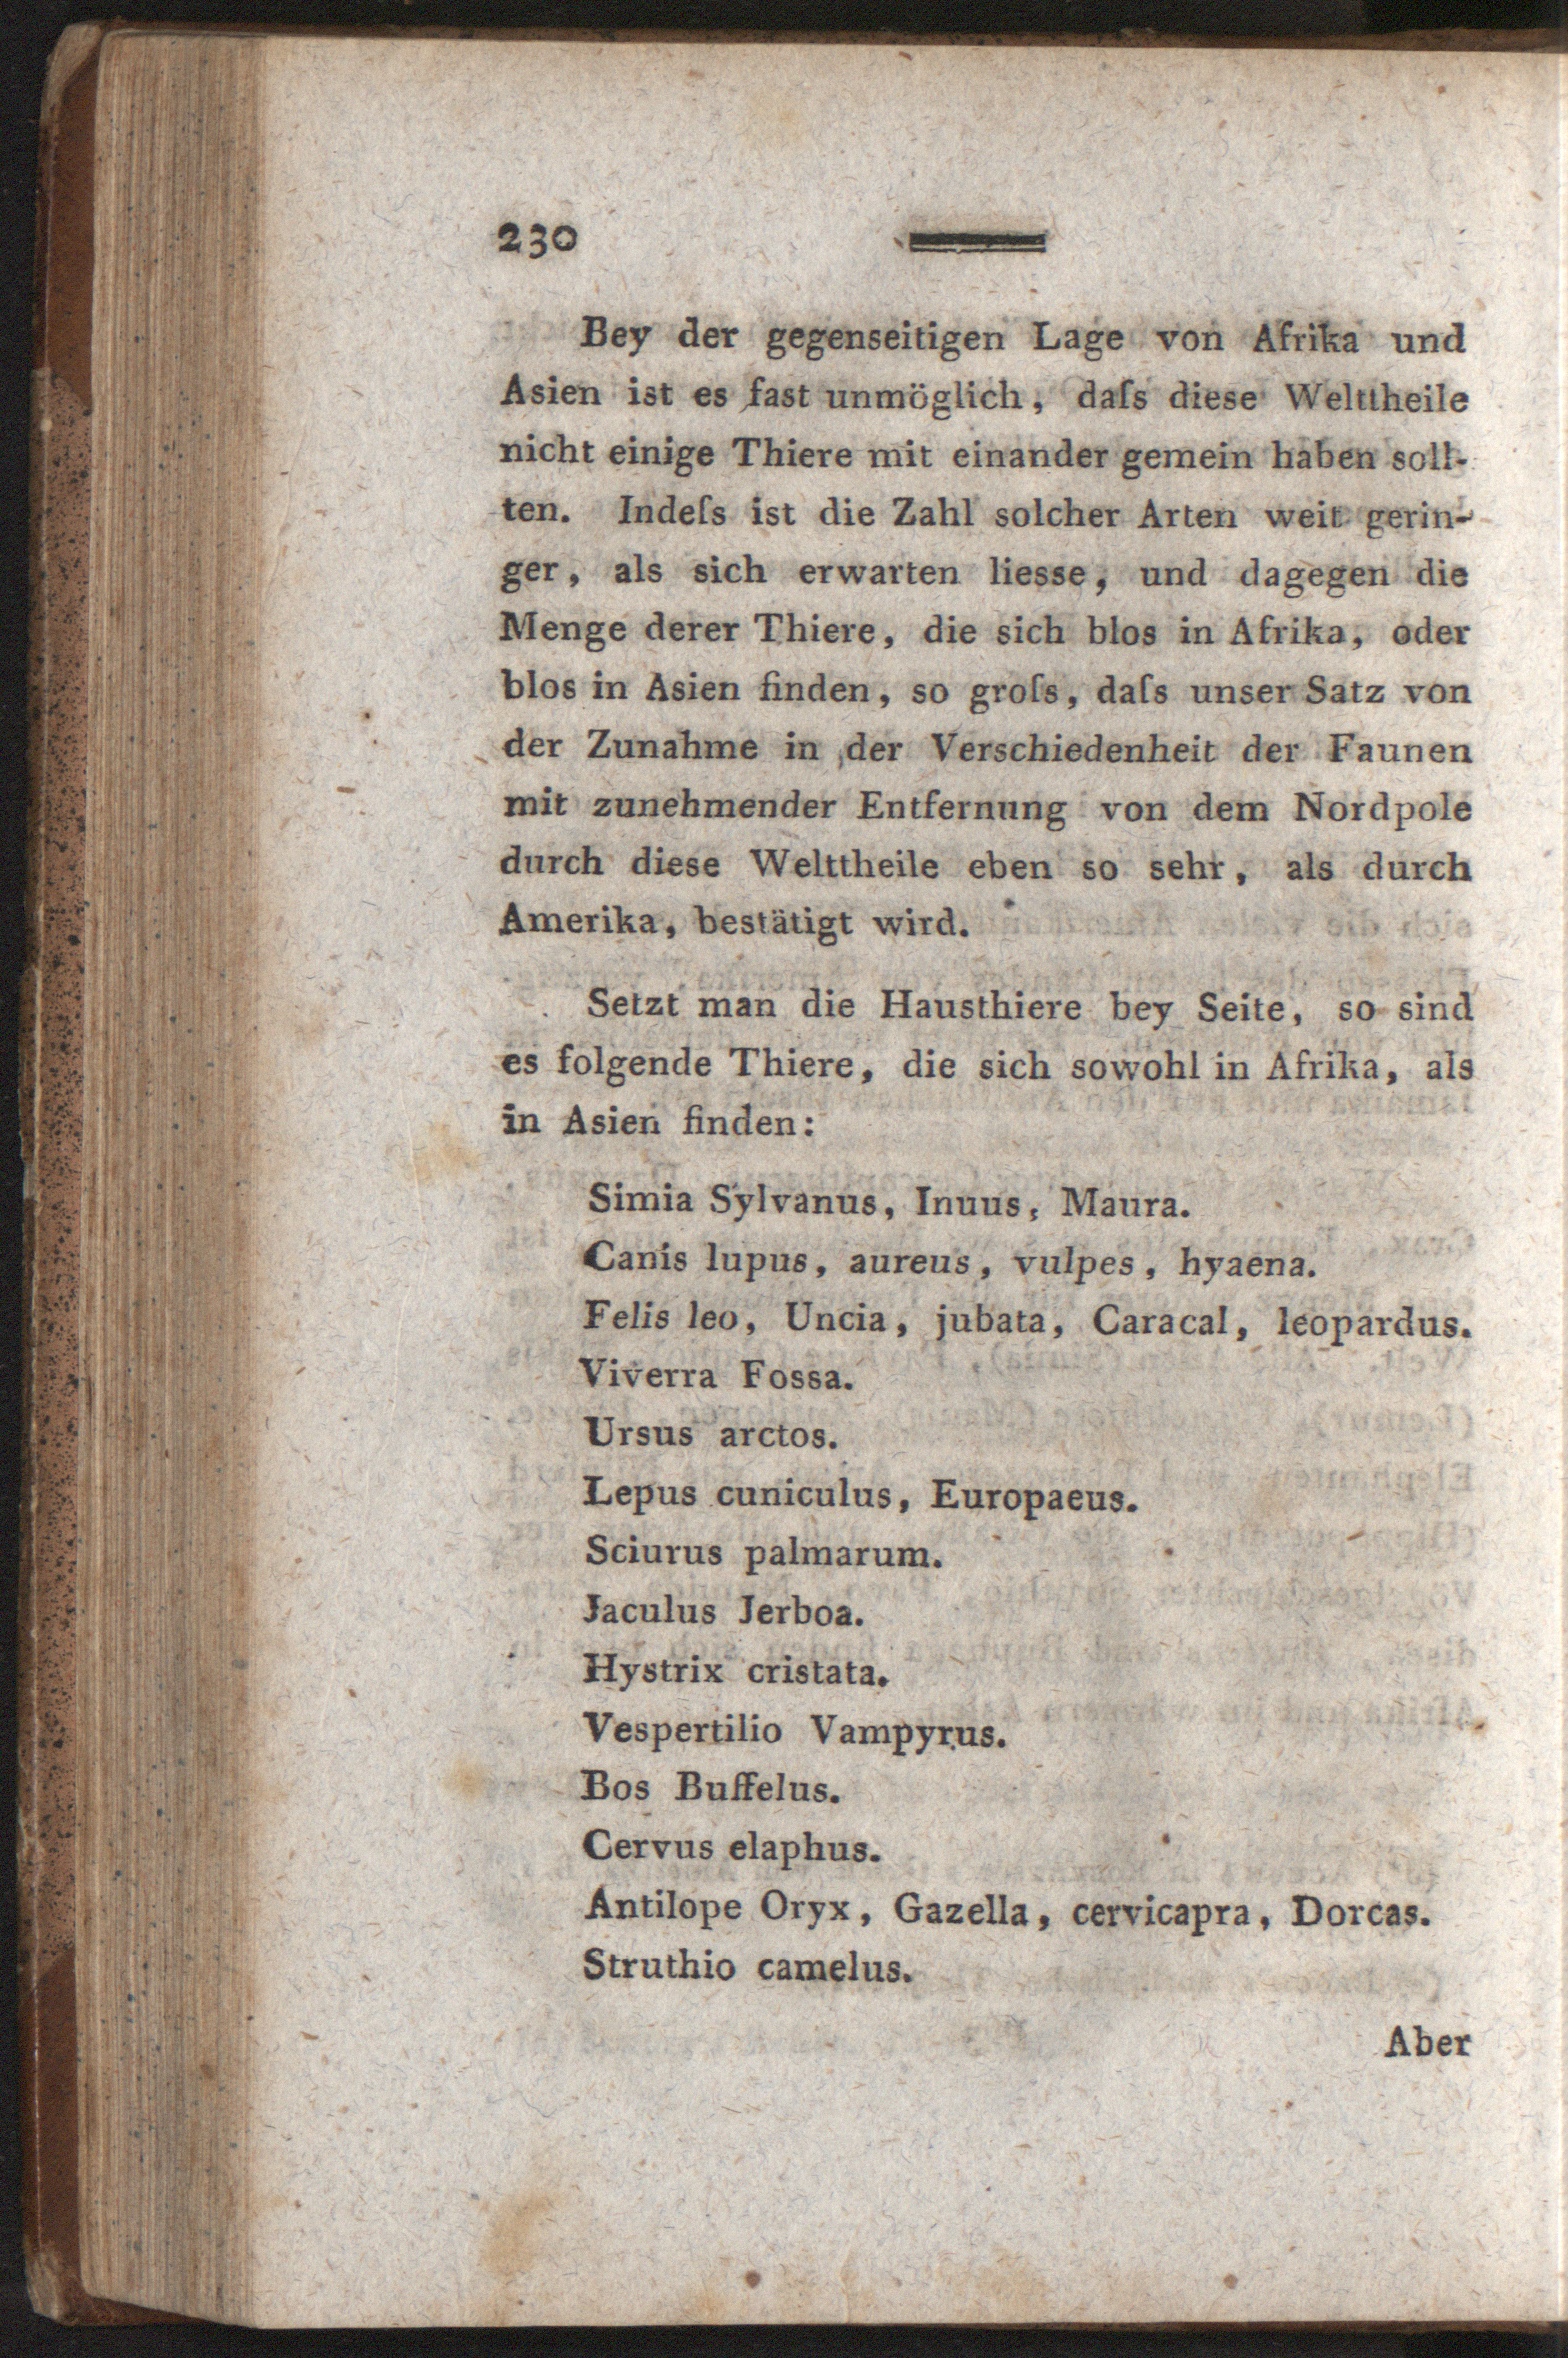 230
Bey der gegenseitigen Lage von Afrika und
Asien ist es fast unmöglich, daſs diese Welttheile
nicht einige Thiere mit einander gemein haben soll-
ten. Indeſs ist die Zahl solcher Arten weit gerin-
ger, als sich erwarten liesse, und dagegen die
Menge derer Thiere, die sich blos in Afrika, oder
blos in Asien finden, so groſs, daſs unser Satz von
der Zunahme in der Verschiedenheit der Faunen
mit zunehmender Entfernung von dem Nordpole
durch diese Welttheile eben so sehr, als durch
Amerika, bestätigt wird.
Setzt man die Hausthiere bey Seite, so sind
es folgende Thiere, die sich sowohl in Afrika, als
in Asien finden:
Simia Sylvanus, Inuus, Maura.
Canis lupus, aureus, vulpes, hyaena.
Felis leo, Uncia, jubata, Caracal, leopardus.
Viverra Fossa.
Ursus arctos.
Lepus cuniculus, Europaeus.
Sciurus palmarum.
Jaculus Jerboa.
Hystrix cristata.
Vespertilio Vampyrus.
Bos Buffelus.
Cervus elaphus.
Antilope Oryx, Gazella, cervicapra, Dorcas.
Struthio camelus.
Aber